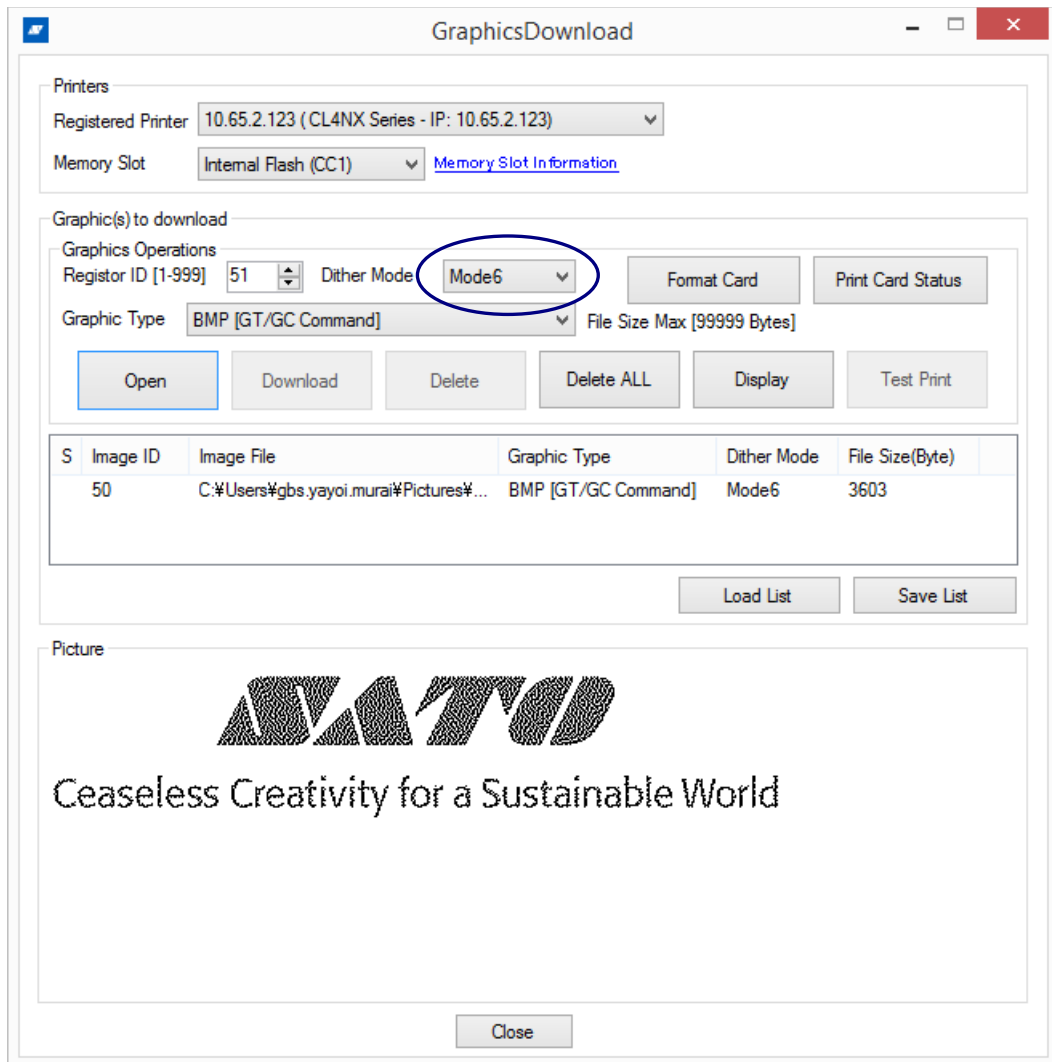 GraphicsDownload
Printers
Registered Printer 10.65.2.123 ( CL4NX Series - IP: 10.65.2.123)
Memory Slot Internal Flash (CC1) Memory Slot Information
Graphic(s) to download
Graphics Operations
Registor ID [1-999] 51 Dither Mode Mode6 Format Card Print Card Status
Graphic Type BMP [GT/GC Command] File Size Max [99999 Bytes]
Open Download Delete Delete ALL Display Test Print
S Image ID Image File Graphic Type Dither Mode File Size(Byte)
50 C:¥Users¥gbs.yayoi.murai¥Pictures¥... BMP [GT/GC Command] Mode6 3603
Load List Save List
Picture
SATO
Ceaseless Creativity for a Sustainable World
Close